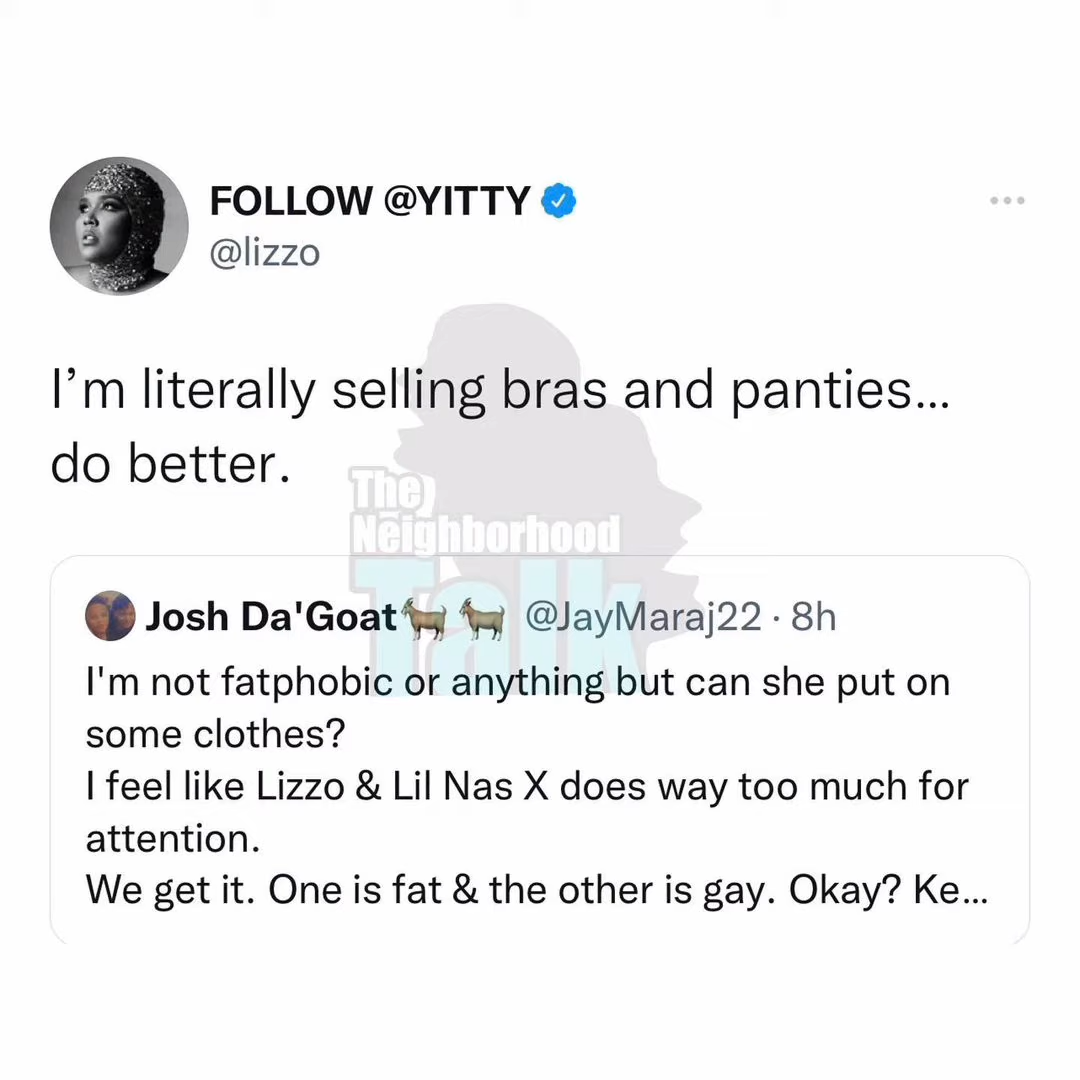 FOLLOW @YITTY
@lizzo
I’m literally selling bras and panties...
do better.
The
Neighborhood
Talk
Josh Da'Goat🐐🐐 @JayMaraj22 · 8h
I'm not fatphobic or anything but can she put on
some clothes?
I feel like Lizzo & Lil Nas X does way too much for
attention.
We get it. One is fat & the other is gay. Okay? Ke...